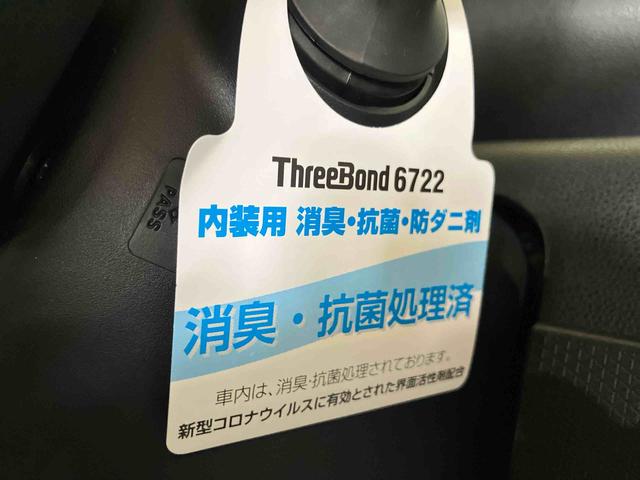 ThreeBond 6722
内装用 消臭・抗菌・防ダニ剤
消臭・抗菌処理済
車内は、消臭・抗菌処理されております。
新型コロナウイルスに有効とされた界面活性剤配合
PASS